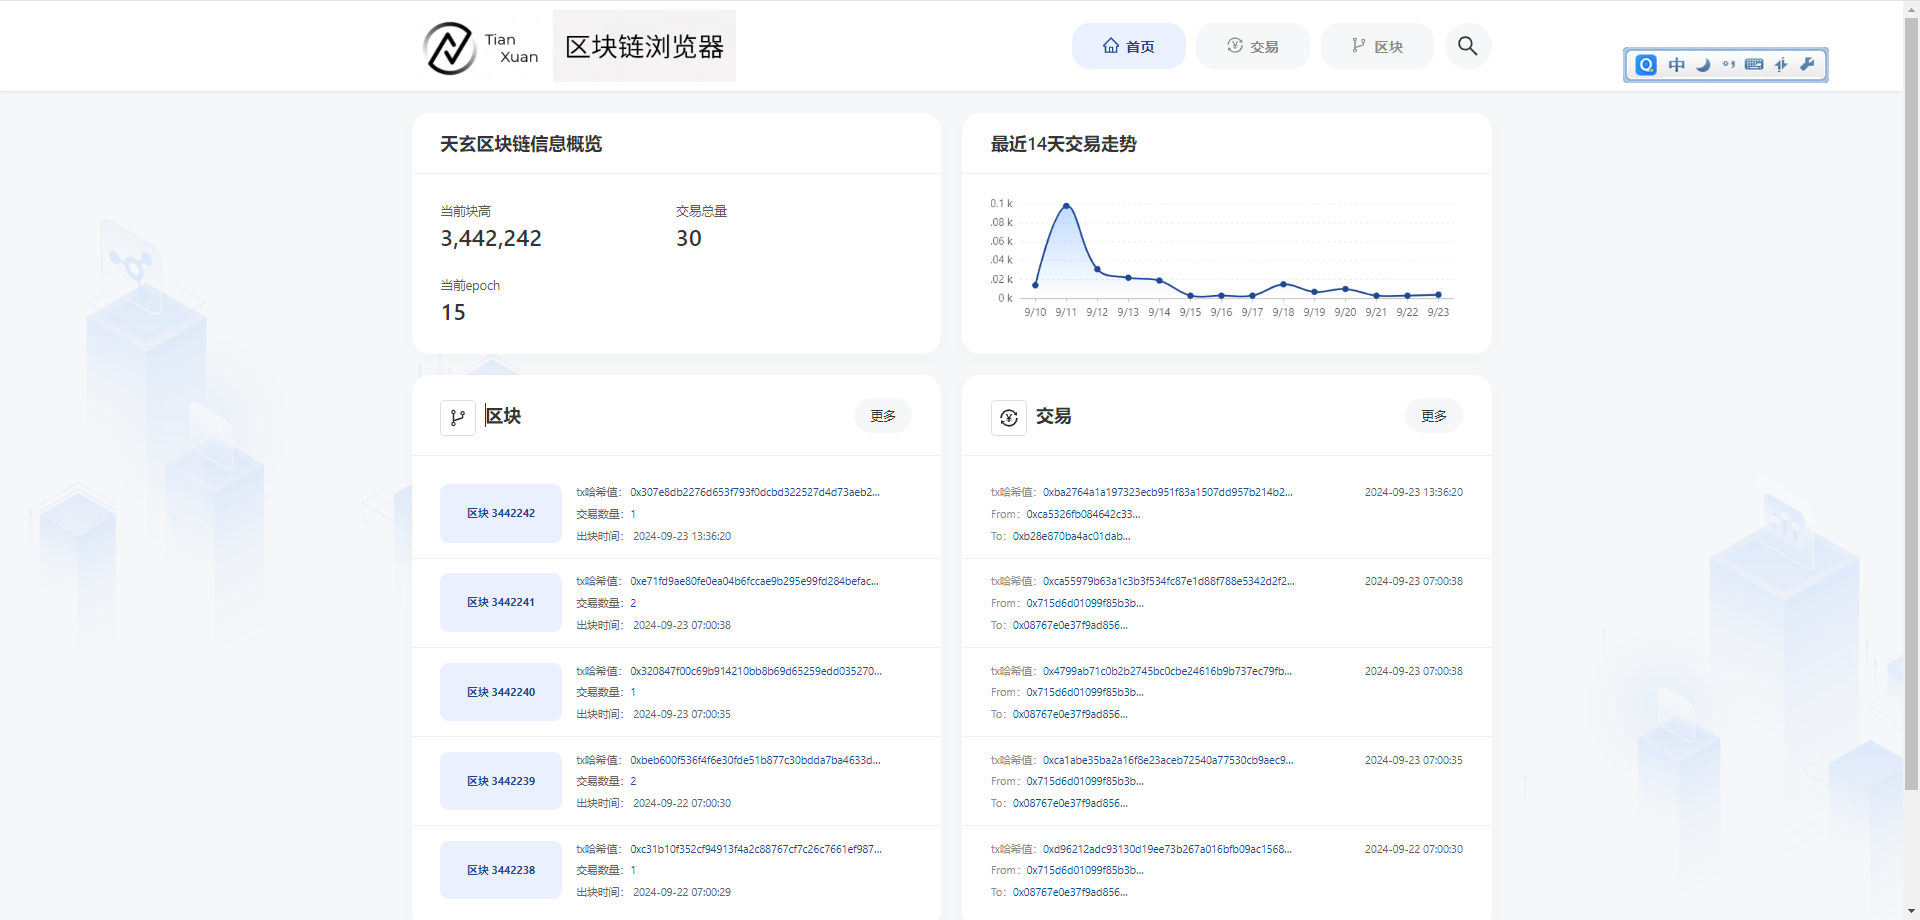 Tian
Xuan
区块链浏览器
首页
交易
区块
中
天玄区块链信息概览
当前块高
3,442,242
交易总量
30
当前epoch
15
最近14天交易走势
0.1 k
.08 k
.06 k
.04 k
.02 k
0 k
9/10 9/11 9/12 9/13 9/14 9/15 9/16 9/17 9/18 9/19 9/20 9/21 9/22 9/23
区块
更多
区块 3442242
tx哈希值: 0x307e8db2276d653f793f0dcbd322527d4d73aeb2...
交易数量: 1
出块时间: 2024-09-23 13:36:20
区块 3442241
tx哈希值: 0xe71fd9ae80fe0ea04b6fccae9b295e99fd284befac...
交易数量: 2
出块时间: 2024-09-23 07:00:38
区块 3442240
tx哈希值: 0x320847f00c69b914210bb8b69d65259edd035270...
交易数量: 1
出块时间: 2024-09-23 07:00:35
区块 3442239
tx哈希值: 0xbeb600f536f4f6e30fde51b877c30bdda7ba4633d...
交易数量: 2
出块时间: 2024-09-22 07:00:30
区块 3442238
tx哈希值: 0xc31b10f352cf94913f4a2c88767cf7c26c7661ef987...
交易数量: 1
出块时间: 2024-09-22 07:00:29
交易
更多
tx哈希值: 0xba2764a1a197323ecb951f83a1507dd957b214b2... 2024-09-23 13:36:20
From: 0xca5326fb084642c33...
To: 0xb28e870ba4ac01dab...
tx哈希值: 0xca55979b63a1c3b3f534fc87e1d88f788e5342d2f2... 2024-09-23 07:00:38
From: 0x715d6d01099f85b3b...
To: 0x08767e0e37f9ad856...
tx哈希值: 0x4799ab71c0b2b2745bc0cbe24616b9b737ec79fb... 2024-09-23 07:00:38
From: 0x715d6d01099f85b3b...
To: 0x08767e0e37f9ad856...
tx哈希值: 0xca1abe35ba2a16f8e23aceb72540a77530cb9aec9... 2024-09-23 07:00:35
From: 0x715d6d01099f85b3b...
To: 0x08767e0e37f9ad856...
tx哈希值: 0xd96212adc93130d19ee73b267a016bfb09ac1568... 2024-09-22 07:00:30
From: 0x715d6d01099f85b3b...
To: 0x08767e0e37f9ad856...